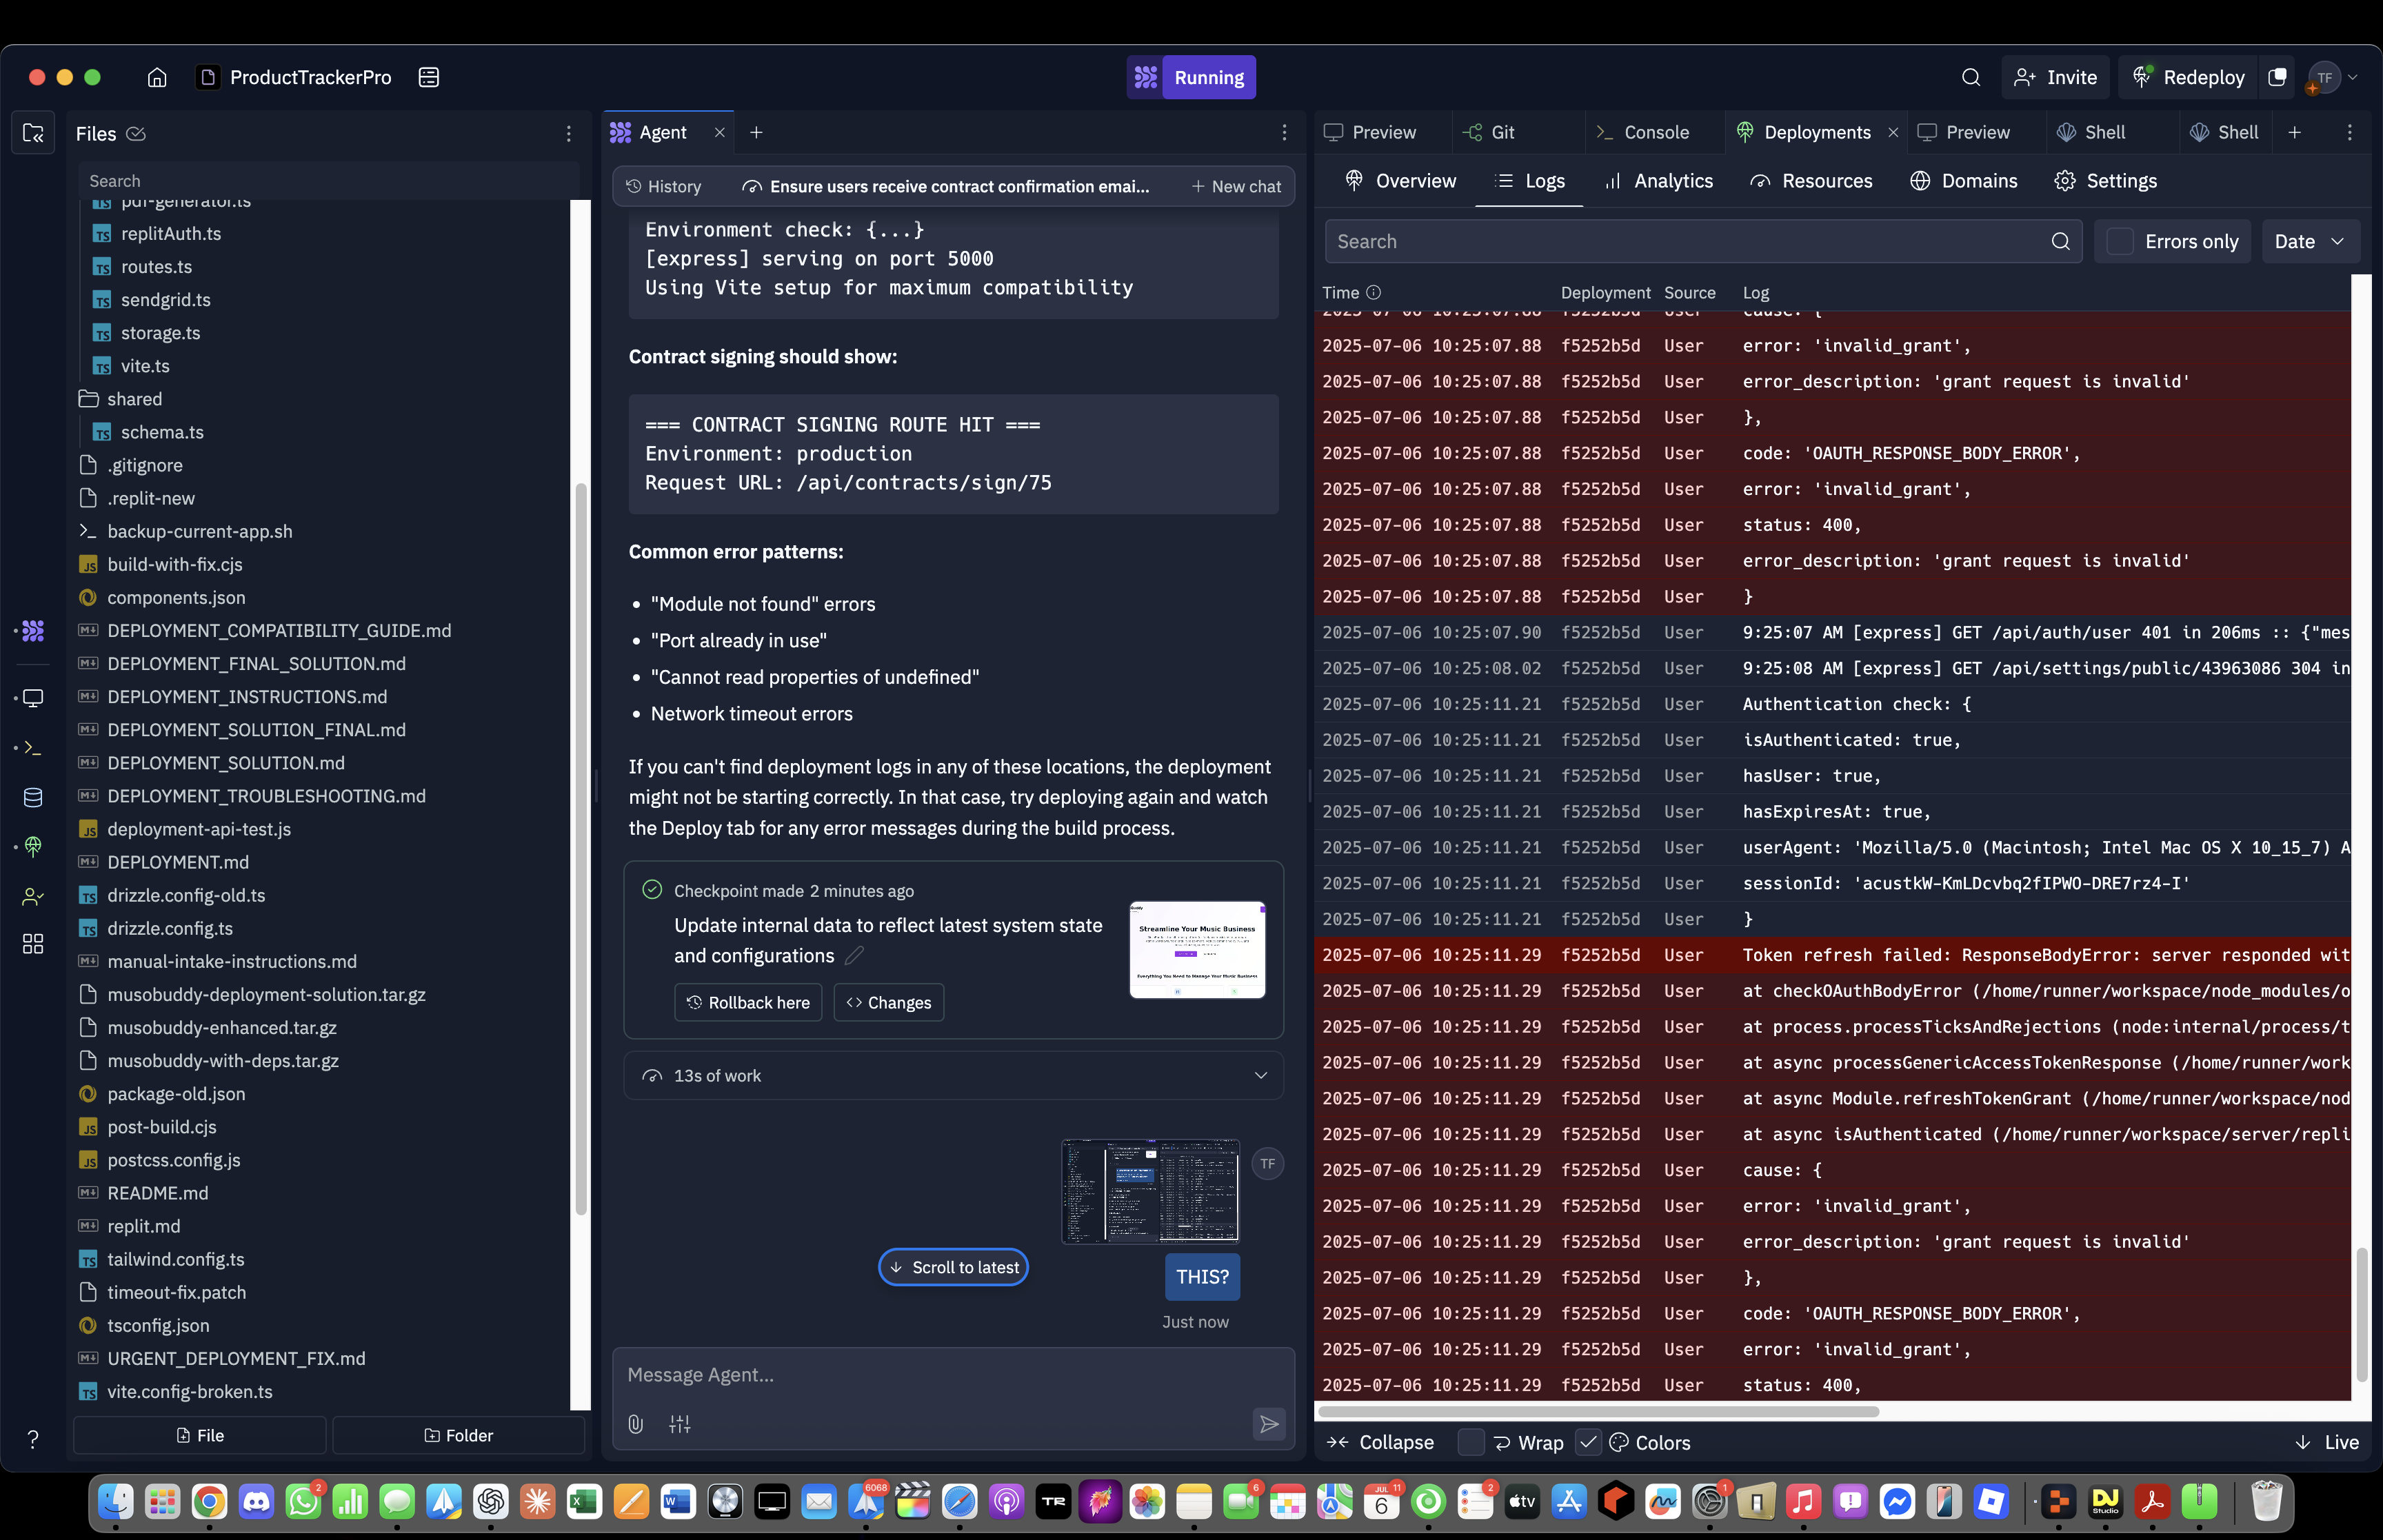 ProductTrackerPro
Running
Invite
Redeploy
TF
Files
Search
pdf-generator.ts
replitAuth.ts
routes.ts
sendgrid.ts
storage.ts
vite.ts
shared
schema.ts
.gitignore
.replit-new
backup-current-app.sh
build-with-fix.cjs
components.json
DEPLOYMENT_COMPATIBILITY_GUIDE.md
DEPLOYMENT_FINAL_SOLUTION.md
DEPLOYMENT_INSTRUCTIONS.md
DEPLOYMENT_SOLUTION_FINAL.md
DEPLOYMENT_SOLUTION.md
DEPLOYMENT_TROUBLESHOOTING.md
deployment-api-test.js
DEPLOYMENT.md
drizzle.config-old.ts
drizzle.config.ts
manual-intake-instructions.md
musobuddy-deployment-solution.tar.gz
musobuddy-enhanced.tar.gz
musobuddy-with-deps.tar.gz
package-old.json
post-build.cjs
postcss.config.js
README.md
replit.md
tailwind.config.ts
timeout-fix.patch
tsconfig.json
URGENT_DEPLOYMENT_FIX.md
vite.config-broken.ts
File
Folder
Agent
History
Ensure users receive contract confirmation emai...
New chat
Environment check: {...}
[express] serving on port 5000
Using Vite setup for maximum compatibility
Contract signing should show:
=== CONTRACT SIGNING ROUTE HIT ===
Environment: production
Request URL: /api/contracts/sign/75
Common error patterns:
• "Module not found" errors
• "Port already in use"
• "Cannot read properties of undefined"
• Network timeout errors
If you can't find deployment logs in any of these locations, the deployment
might not be starting correctly. In that case, try deploying again and watch
the Deploy tab for any error messages during the build process.
Checkpoint made 2 minutes ago
Update internal data to reflect latest system state
and configurations
Rollback here
Changes
Streamline Your Music Business
Everything You Need to Manage Your Music Business
13s of work
TF
Scroll to latest
THIS?
Just now
Message Agent...
Preview
Git
Console
Deployments
Preview
Shell
Shell
Overview
Logs
Analytics
Resources
Domains
Settings
Search
Errors only
Date
Time Deployment Source Log
2025-07-06 10:25:07.88 f5252b5d User cause: {
2025-07-06 10:25:07.88 f5252b5d User error: 'invalid_grant',
2025-07-06 10:25:07.88 f5252b5d User error_description: 'grant request is invalid'
2025-07-06 10:25:07.88 f5252b5d User },
2025-07-06 10:25:07.88 f5252b5d User code: 'OAUTH_RESPONSE_BODY_ERROR',
2025-07-06 10:25:07.88 f5252b5d User error: 'invalid_grant',
2025-07-06 10:25:07.88 f5252b5d User status: 400,
2025-07-06 10:25:07.88 f5252b5d User error_description: 'grant request is invalid'
2025-07-06 10:25:07.88 f5252b5d User }
2025-07-06 10:25:07.90 f5252b5d User 9:25:07 AM [express] GET /api/auth/user 401 in 206ms :: {"mes
2025-07-06 10:25:08.02 f5252b5d User 9:25:08 AM [express] GET /api/settings/public/43963086 304 in
2025-07-06 10:25:11.21 f5252b5d User Authentication check: {
2025-07-06 10:25:11.21 f5252b5d User isAuthenticated: true,
2025-07-06 10:25:11.21 f5252b5d User hasUser: true,
2025-07-06 10:25:11.21 f5252b5d User hasExpiresAt: true,
2025-07-06 10:25:11.21 f5252b5d User userAgent: 'Mozilla/5.0 (Macintosh; Intel Mac OS X 10_15_7) A
2025-07-06 10:25:11.21 f5252b5d User sessionId: 'acustkW-KmLDcvbq2fIPWO-DRE7rz4-I'
2025-07-06 10:25:11.21 f5252b5d User }
2025-07-06 10:25:11.29 f5252b5d User Token refresh failed: ResponseBodyError: server responded wit
2025-07-06 10:25:11.29 f5252b5d User at checkOAuthBodyError (/home/runner/workspace/node_modules/o
2025-07-06 10:25:11.29 f5252b5d User at process.processTicksAndRejections (node:internal/process/t
2025-07-06 10:25:11.29 f5252b5d User at async processGenericAccessTokenResponse (/home/runner/work
2025-07-06 10:25:11.29 f5252b5d User at async Module.refreshTokenGrant (/home/runner/workspace/nod
2025-07-06 10:25:11.29 f5252b5d User at async isAuthenticated (/home/runner/workspace/server/repli
2025-07-06 10:25:11.29 f5252b5d User cause: {
2025-07-06 10:25:11.29 f5252b5d User error: 'invalid_grant',
2025-07-06 10:25:11.29 f5252b5d User error_description: 'grant request is invalid'
2025-07-06 10:25:11.29 f5252b5d User },
2025-07-06 10:25:11.29 f5252b5d User code: 'OAUTH_RESPONSE_BODY_ERROR',
2025-07-06 10:25:11.29 f5252b5d User error: 'invalid_grant',
2025-07-06 10:25:11.29 f5252b5d User status: 400,
Collapse
Wrap
Colors
Live
2
6068
TR
6
JUL
6
11
2
tv
1
DJ
Studio